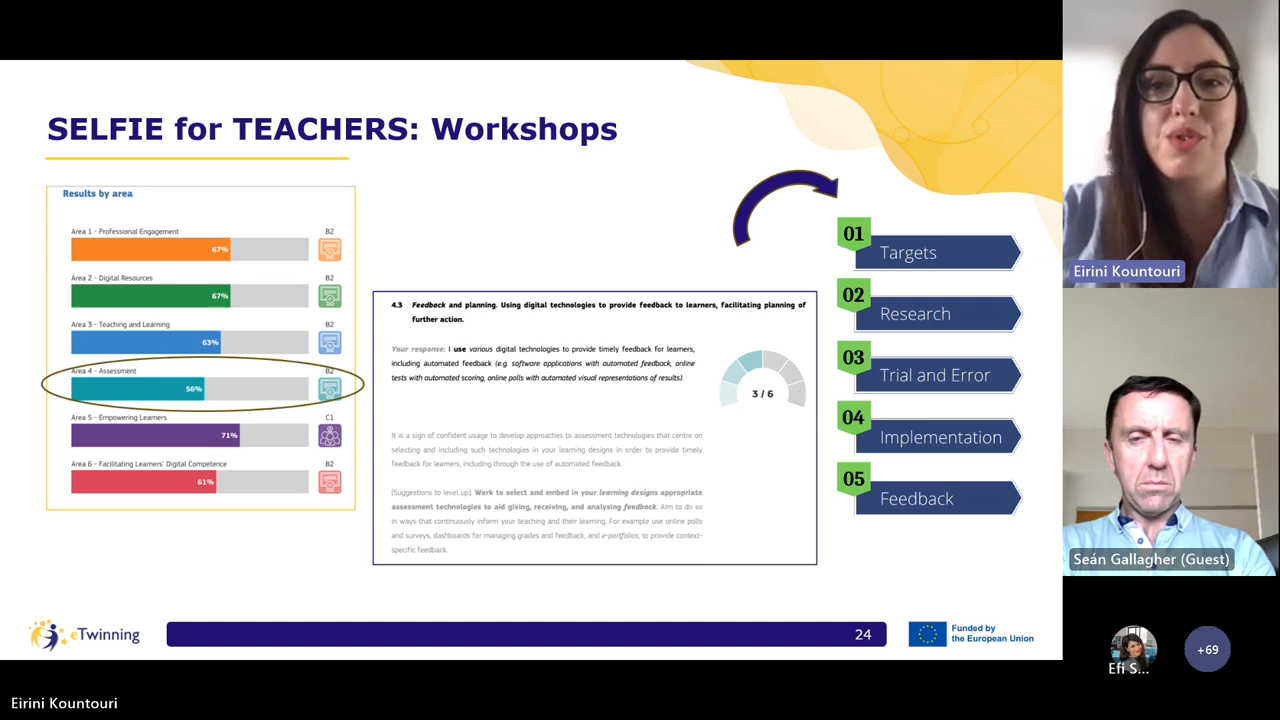 SELFIE for TEACHERS: Workshops
Results by area
Area 1 - Professional Engagement
B2
67%
Area 2 - Digital Resources
B2
67%
Area 3 - Teaching and Learning
B2
63%
Area 4 - Assessment
B2
56%
Area 5 - Empowering Learners
C1
71%
Area 6 - Facilitating Learners' Digital Competence
B2
61%
4.3 Feedback and planning. Using digital technologies to provide feedback to learners, facilitating planning of
further action.
Your response: I use various digital technologies to provide timely feedback for learners,
including automated feedback (e.g. software applications with automated feedback, online
tests with automated scoring, online polls with automated visual representations of results).
3 / 6
It is a sign of confident usage to develop approaches to assessment technologies that centre on
selecting and including such technologies in your learning designs in order to provide timely
feedback for learners, including through the use of automated feedback.
[Suggestions to level up]: Work to select and embed in your learning designs appropriate
assessment technologies to aid giving, receiving, and analysing feedback. Aim to do so
in ways that continuously inform your teaching and their learning. For example use online polls
and surveys, dashboards for managing grades and feedback, and e-portfolios, to provide context-
specific feedback.
01
Targets
02
Research
03
Trial and Error
04
Implementation
05
Feedback
eTwinning
24
Funded by
the European Union
Eirini Kountouri
Seán Gallagher (Guest)
Efi S...
+69
Eirini Kountouri